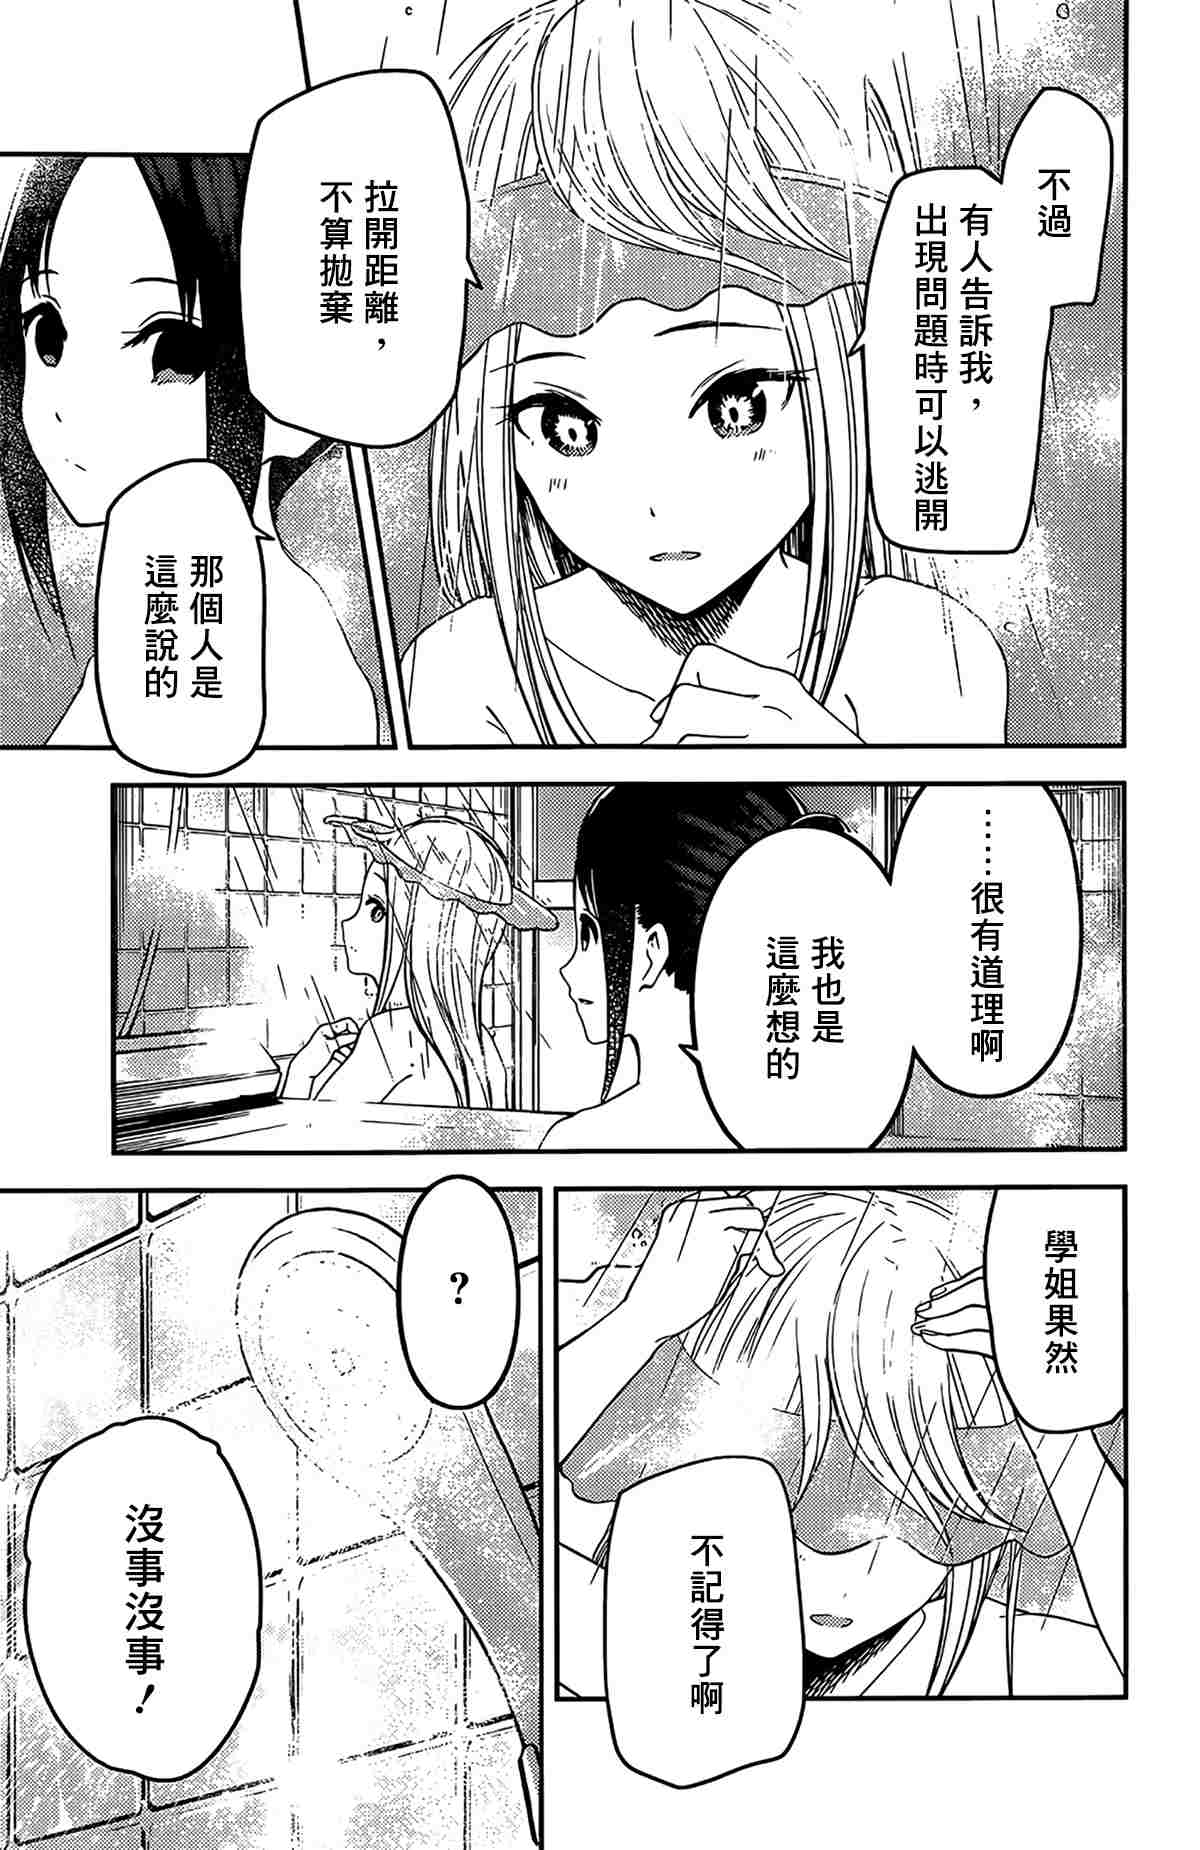 不過
有人告訴我，
出現問題時可以逃開
拉開距離，
不算拋棄
那個人是
這麼說的
……很有道理啊
我也是
這麼想的
學姐果然
不記得了啊
？
沒事沒事！